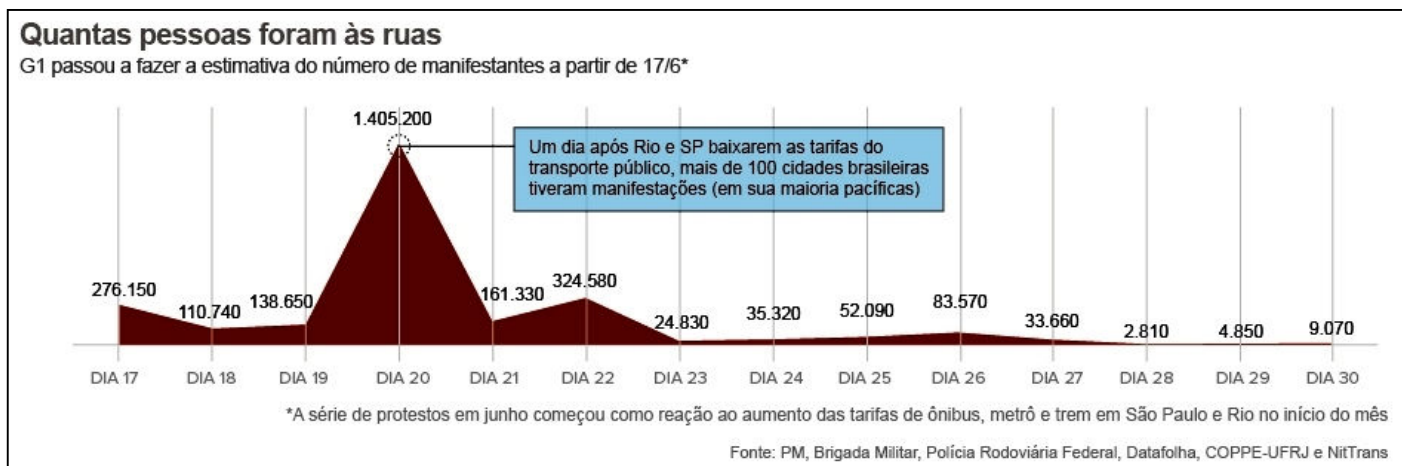 Quantas pessoas foram às ruas
G1 passou a fazer a estimativa do número de manifestantes a partir de 17/6*
1.405.200
Um dia após Rio e SP baixarem as tarifas do
transporte público, mais de 100 cidades brasileiras
tiveram manifestações (em sua maioria pacíficas)
276.150
110.740
138.650
161.330
324.580
24.830
35.320
52.090
83.570
33.660
2.810
4.850
9.070
DIA 17 DIA 18 DIA 19 DIA 20 DIA 21 DIA 22 DIA 23 DIA 24 DIA 25 DIA 26 DIA 27 DIA 28 DIA 29 DIA 30
*A série de protestos em junho começou como reação ao aumento das tarifas de ônibus, metrô e trem em São Paulo e Rio no início do mês
Fonte: PM, Brigada Militar, Polícia Rodoviária Federal, Datafolha, COPPE-UFRJ e NitTrans